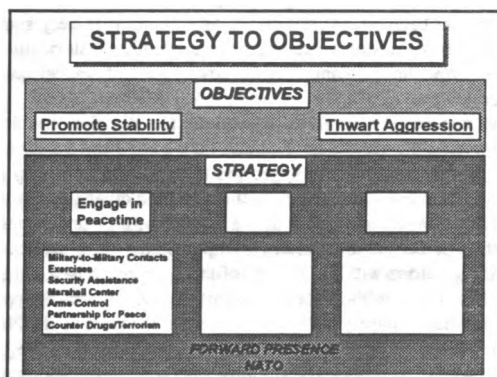 STRATEGY TO OBJECTIVES
OBJECTIVES
Promote Stability
Thwart Aggression
STRATEGY
Engage in
Peacetime
Military-to-Military Contacts
Exercises
Security Assistance
Marshall Center
Arms Control
Partnership for Peace
Counter Drugs/Terrorism
FORWARD PRESENCE
NATO